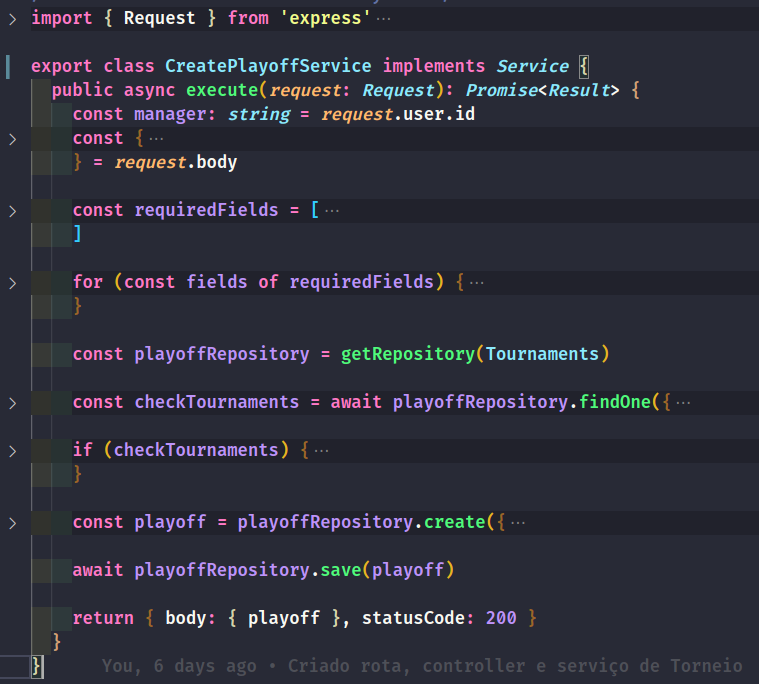 import { Request } from 'express' ···
export class CreatePlayoffService implements Service {
public async execute(request: Request): Promise<Result> {
const manager: string = request.user.id
const { ···
} = request.body
const requiredFields = [ ···
]
for (const fields of requiredFields) { ···
}
const playoffRepository = getRepository(Tournaments)
const checkTournaments = await playoffRepository.findOne({ ···
if (checkTournaments) { ···
}
const playoff = playoffRepository.create({ ···
await playoffRepository.save(playoff)
return { body: { playoff }, statusCode: 200 }
}
} You, 6 days ago • Criado rota, controller e serviço de Torneio